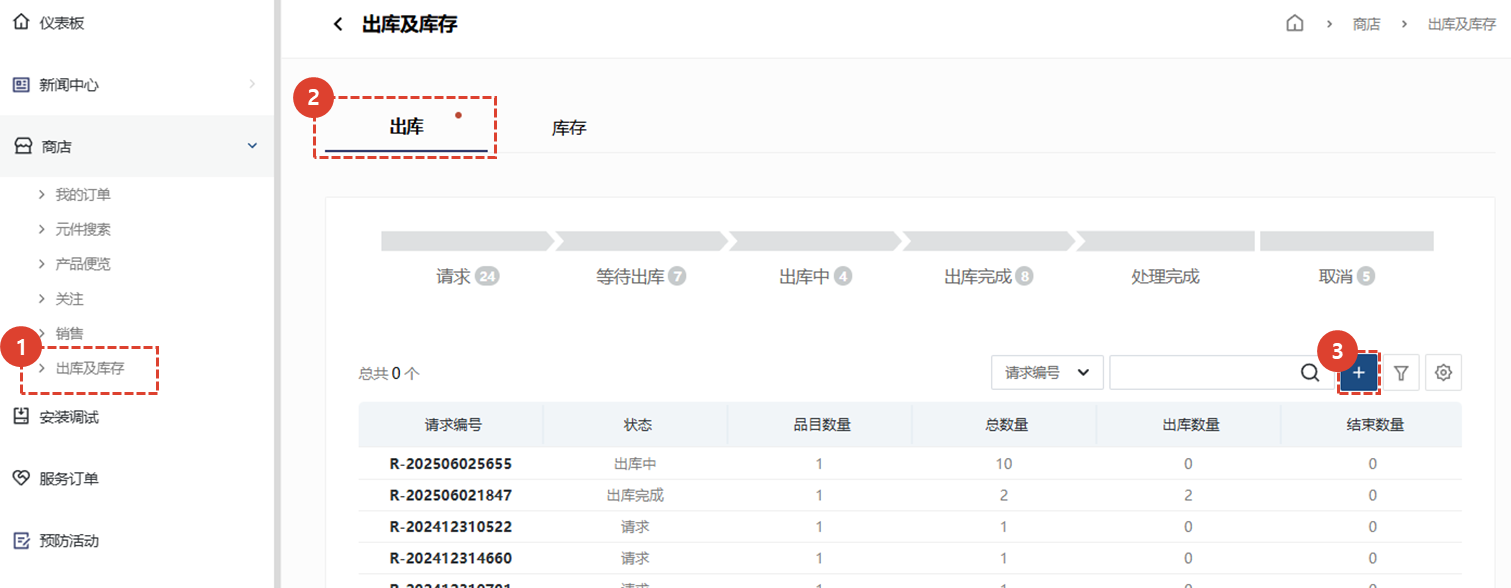 仪表板
新闻中心
商店
我的订单
元件搜索
产品便览
关注
销售
1
出库及库存
安装调试
服务订单
预防活动
出库及库存
商店 出库及库存
2
出库 库存
请求 24 等待出库 7 出库中 4 出库完成 8 处理完成 取消 5
3
总共 0 个 请求编号 +
请求编号 状态 品目数量 总数量 出库数量 结束数量
R-202506025655 出库中 1 10 0 0
R-202506021847 出库完成 1 2 2 0
R-202412310522 请求 1 1 0 0
R-202412314660 请求 1 1 0 0